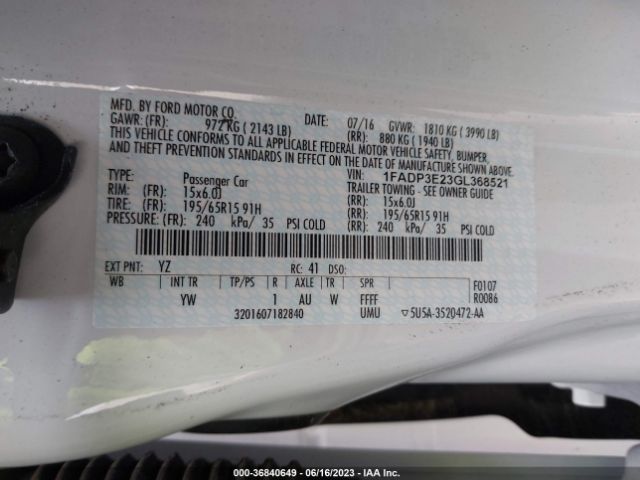 MFD. BY FORD MOTOR CO. DATE: 07/16 GVWR: 1810 KG ( 3990 LB)
GAWR: (FR): 972 KG ( 2143 LB) (RR): 880 KG ( 1940 LB)
THIS VEHICLE CONFORMS TO ALL APPLICABLE FEDERAL MOTOR VEHICLE SAFETY, BUMPER,
AND THEFT PREVENTION STANDARDS IN EFFECT ON THE DATE OF MANUFACTURE SHOWN ABOVE.
VIN: 1FADP3E23GL368521
TYPE: Passenger Car TRAILER TOWING - SEE OWNER GUIDE
RIM: (FR): 15x6.0J (RR): 15x6.0J
TIRE: (FR): 195/65R15 91H (RR): 195/65R15 91H
PRESSURE: (FR): 240 kPa/ 35 PSI COLD (RR): 240 kPa/ 35 PSI COLD
EXT PNT: YZ RC: 41 DSO:
WB INT TR TP/PS R AXLE TR SPR F0107
YW 1 AU W FFFF R0086
3201607182840 UMU ▽5U5A-3520472-AA
000-36840649 - 06/16/2023 - IAA Inc.